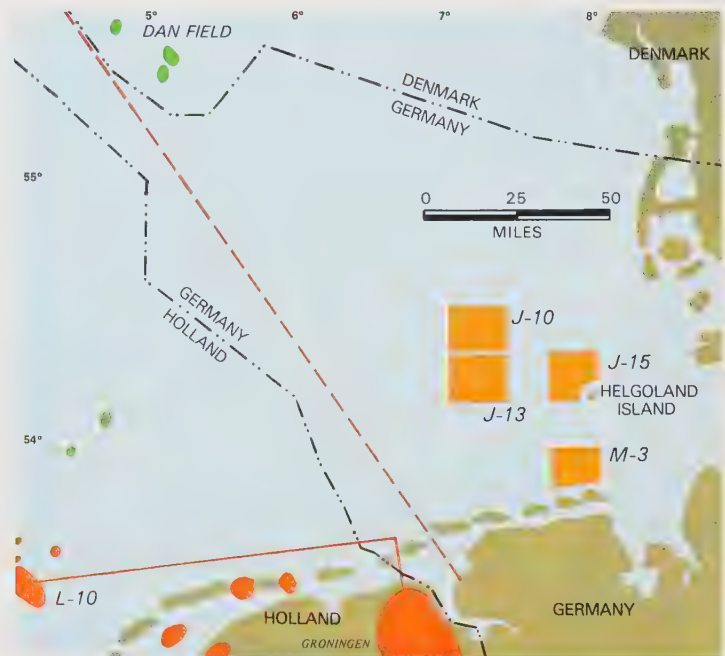 5°
6°
7°
8°
DAN FIELD
DENMARK
DENMARK
GERMANY
55°
0 25 50
MILES
GERMANY
HOLLAND
J-10
J-15
HELGOLAND
ISLAND
J-13
54°
M-3
L-10
HOLLAND
GERMANY
GRONINGEN